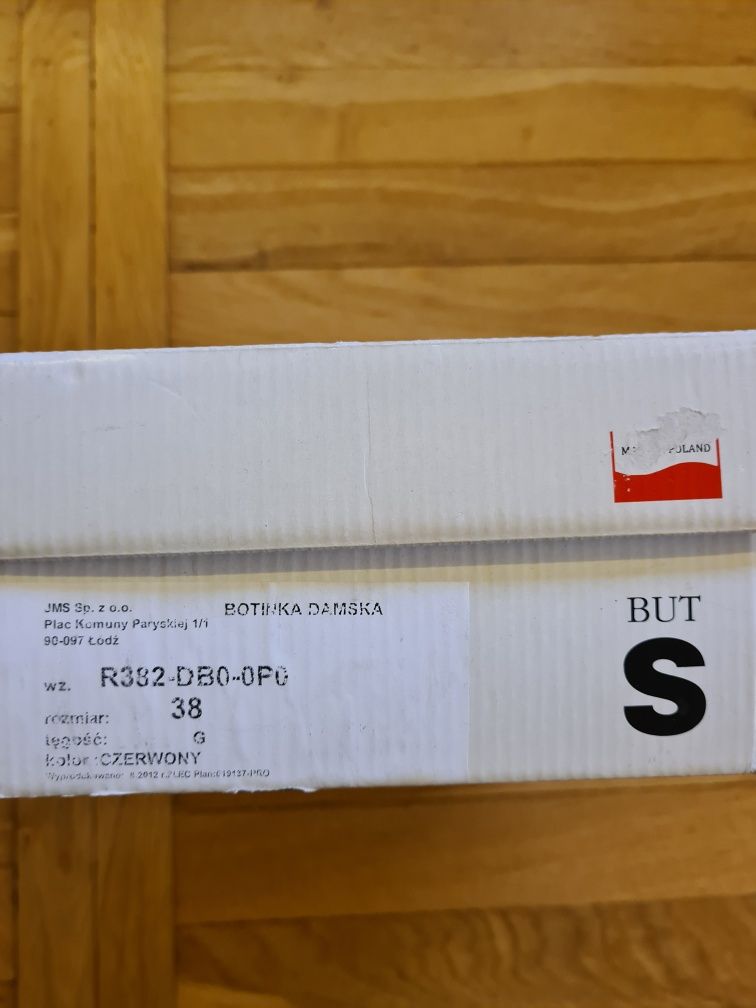 POLAND
BUT
S
JMS Sp. z o.o.
BOTINKA DAMSKA
Plac Komuny Paryskiej 1/1
90-097 Łódź
wz. R382-DB0-0P0
rozmiar: 38
tęgość: G
kolor :CZERWONY
2012 r.